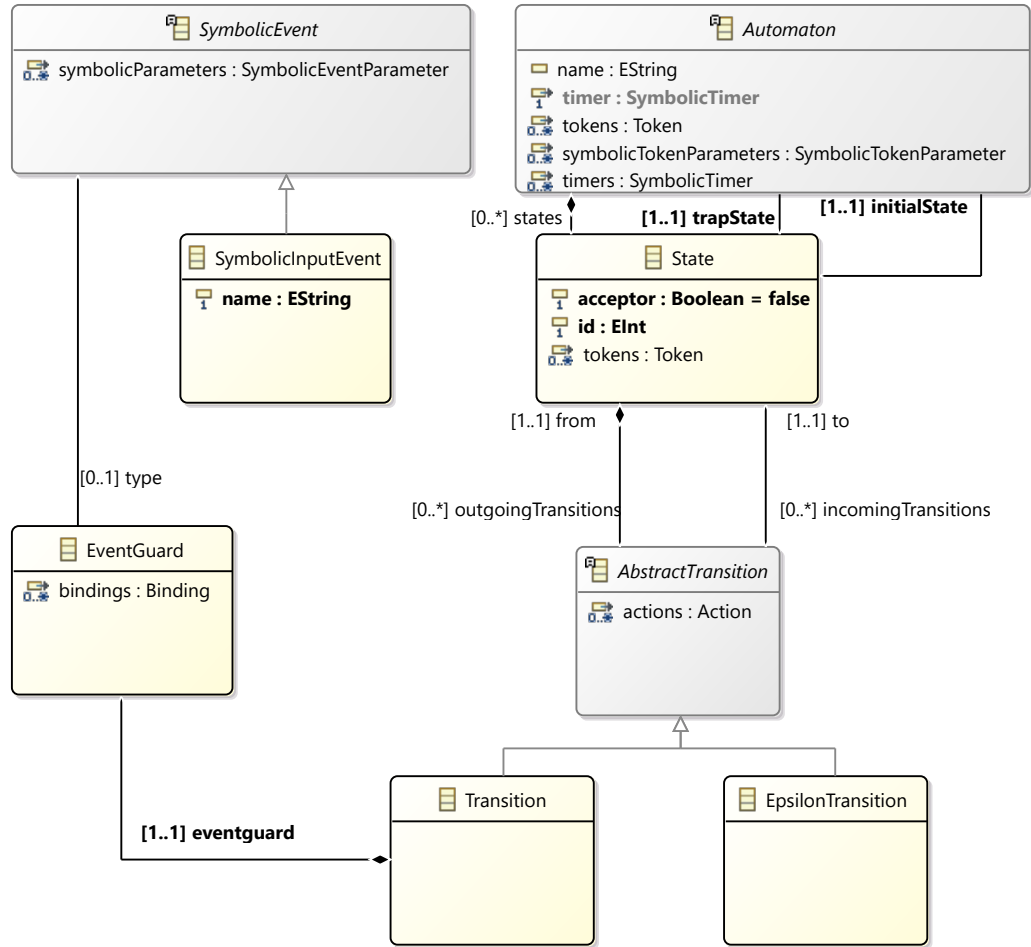 SymbolicEvent
symbolicParameters : SymbolicEventParameter
Automaton
name : EString
timer : SymbolicTimer
tokens : Token
symbolicTokenParameters : SymbolicTokenParameter
timers : SymbolicTimer
[0..*] states
[1..1] trapState
[1..1] initialState
SymbolicInputEvent
name : EString
State
acceptor : Boolean = false
id : EInt
tokens : Token
[1..1] from
[1..1] to
[0..1] type
[0..*] outgoingTransitions
[0..*] incomingTransitions
EventGuard
bindings : Binding
AbstractTransition
actions : Action
[1..1] eventguard
Transition
EpsilonTransition